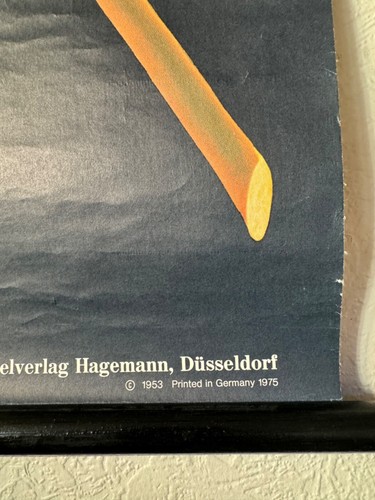 elverlag Hagemann, Düsseldorf
© 1953 Printed in Germany 1975